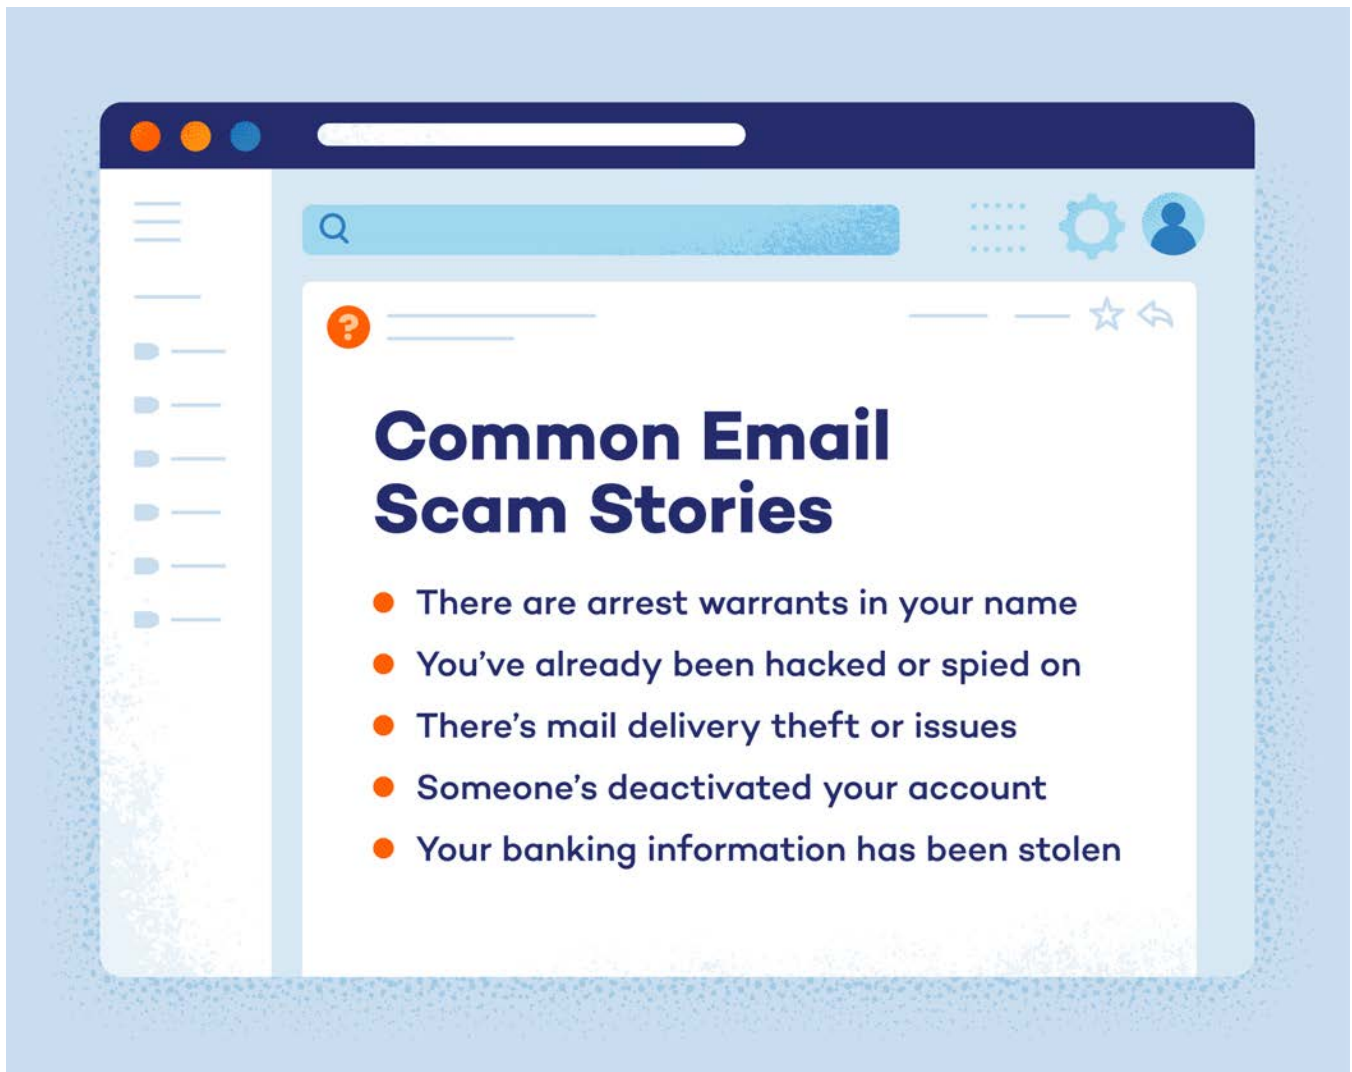 ?
Common Email
Scam Stories
There are arrest warrants in your name
You've already been hacked or spied on
There's mail delivery theft or issues
Someone's deactivated your account
Your banking information has been stolen